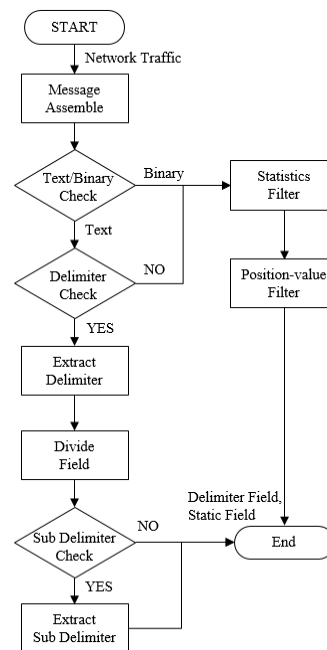 START
Network Traffic
Message
Assemble
Text/Binary
Check
Binary
Statistics
Filter
Text
Delimiter
Check
NO
Position-value
Filter
YES
Extract
Delimiter
Divide
Field
Delimiter Field,
Static Field
Sub Delimiter
Check
NO
End
YES
Extract
Sub Delimiter